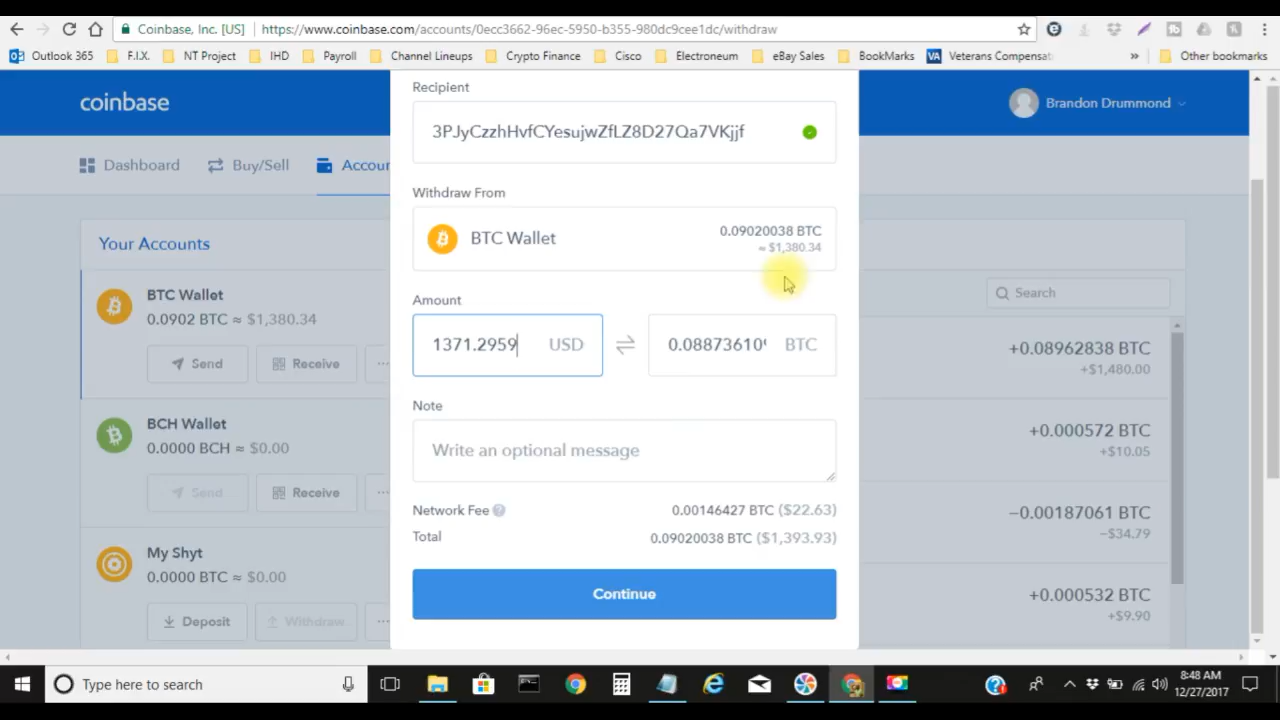 Coinbase, Inc. [US] https://www.coinbase.com/accounts/0ecc3662-96ec-5950-b355-980dc9cee1dc/withdraw
Outlook 365 F.I.X. NT Project IHD Payroll Channel Lineups Crypto Finance Cisco Electroneum eBay Sales BookMarks VA Veterans Compensat » Other bookmarks
coinbase
Brandon Drummond
Dashboard Buy/Sell Accou
Your Accounts
BTC Wallet
0.0902 BTC ≈ $1,380.34
Send Receive ...
BCH Wallet
0.0000 BCH ≈ $0.00
Send Receive ...
My Shyt
0.0000 BTC ≈ $0.00
Deposit Withdraw ...
Recipient
3PJyCzzhHvfCYesujwZfLZ8D27Qa7VKjjf
Withdraw From
BTC Wallet
0.09020038 BTC
≈ $1,380.34
Amount
1371.2959 USD
0.08873610 BTC
Note
Write an optional message
Network Fee ? 0.00146427 BTC ($22.63)
Total 0.09020038 BTC ($1,393.93)
Continue
Search
+0.08962838 BTC
+$1,480.00
+0.000572 BTC
+$10.05
−0.00187061 BTC
−$34.79
+0.000532 BTC
+$9.90
Type here to search
8:48 AM
12/27/2017